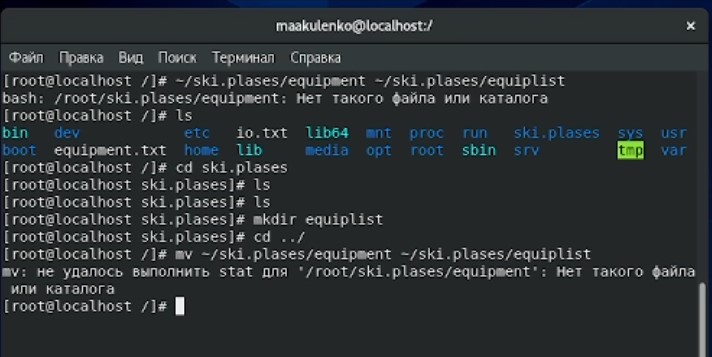 maakulenko@localhost:/ ×
Файл Правка Вид Поиск Терминал Справка
[root@localhost /]# ~/ski.plases/equipment ~/ski.plases/equiplist
bash: /root/ski.plases/equipment: Нет такого файла или каталога
[root@localhost /]# ls
bin dev etc io.txt lib64 mnt proc run ski.plases sys usr
boot equipment.txt home lib media opt root sbin srv tmp var
[root@localhost /]# cd ski.plases
[root@localhost ski.plases]# ls
[root@localhost ski.plases]# ls
[root@localhost ski.plases]# mkdir equiplist
[root@localhost ski.plases]# cd ../
[root@localhost /]# mv ~/ski.plases/equipment ~/ski.plases/equiplist
mv: не удалось выполнить stat для '/root/ski.plases/equipment': Нет такого файла
или каталога
[root@localhost /]#